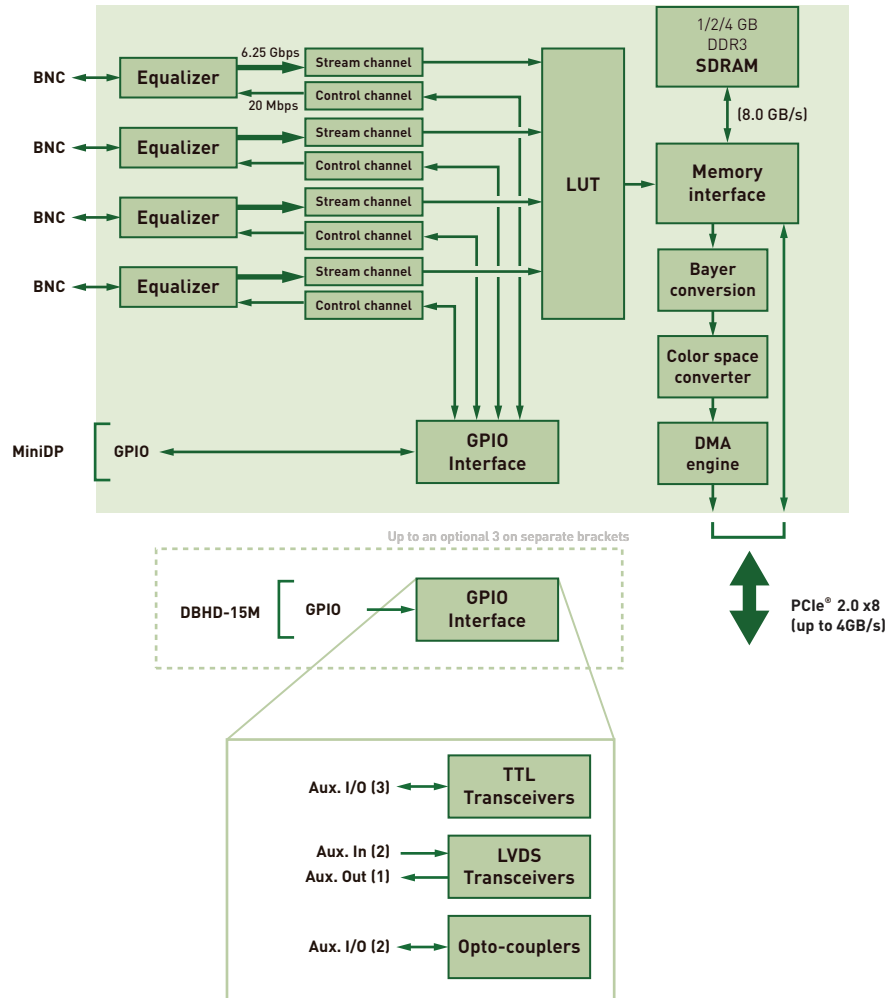 1/2/4 GB
DDR3
SDRAM
(8.0 GB/s)
BNC
Equalizer
6.25 Gbps
20 Mbps
Stream channel
Control channel
BNC
Equalizer
Stream channel
Control channel
BNC
Equalizer
Stream channel
Control channel
BNC
Equalizer
Stream channel
Control channel
LUT
Memory
interface
Bayer
conversion
Color space
converter
DMA
engine
MiniDP
GPIO
GPIO
Interface
Up to an optional 3 on separate brackets
DBHD-15M
GPIO
GPIO
Interface
PCIe® 2.0 x8
(up to 4GB/s)
Aux. I/O (3)
TTL
Transceivers
Aux. In (2)
Aux. Out (1)
LVDS
Transceivers
Aux. I/O (2)
Opto-couplers